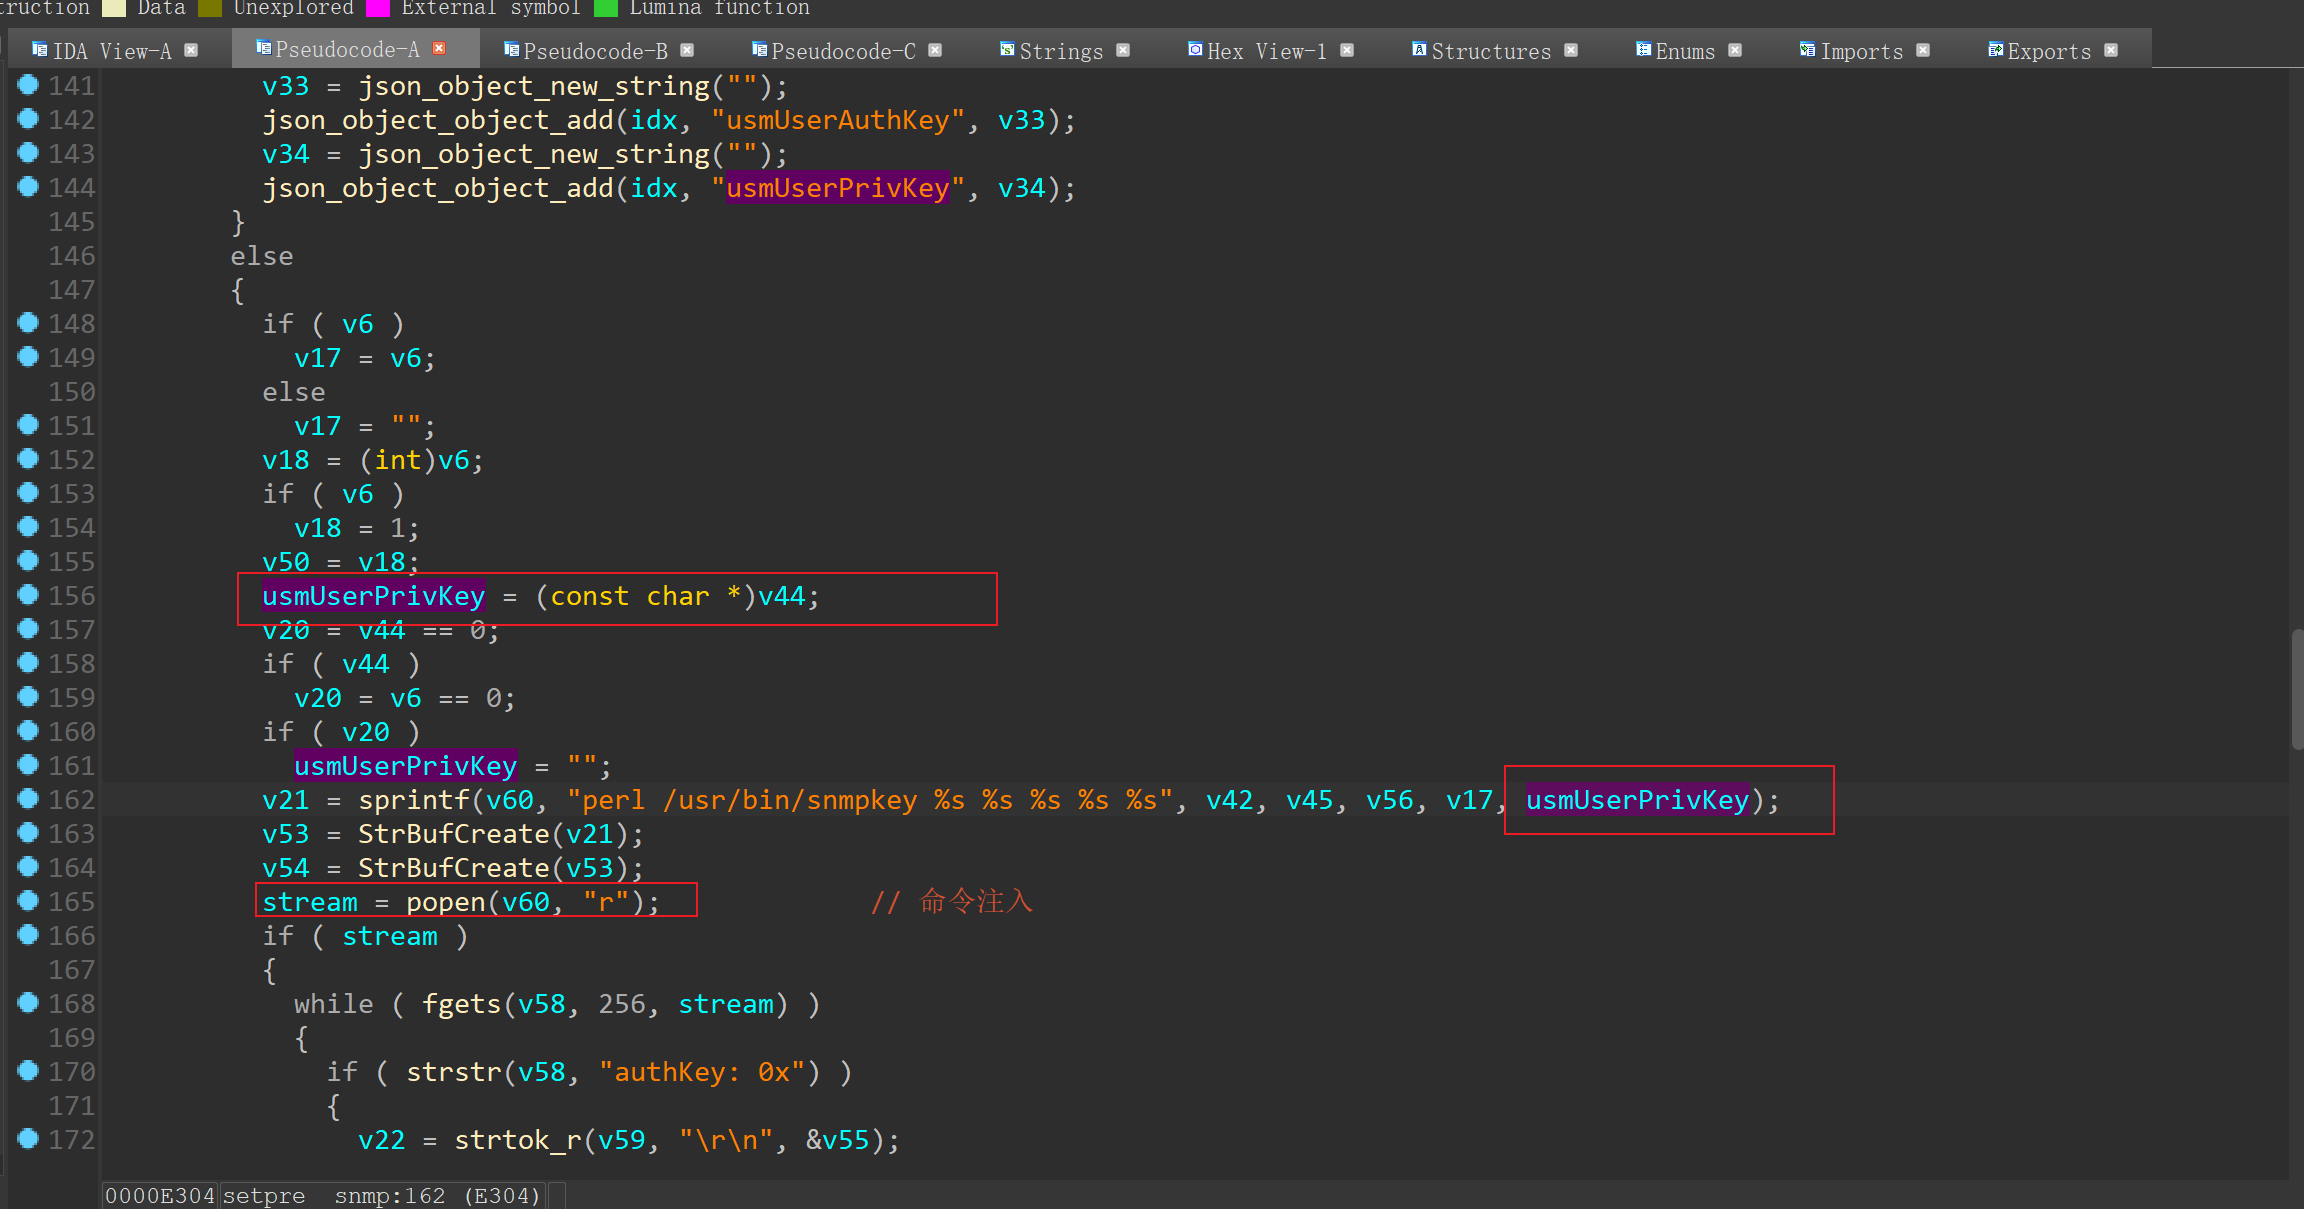 ruction Data Unexplored External symbol Lumina function
IDA View-A Pseudocode-A Pseudocode-B Pseudocode-C Strings Hex View-1 Structures Enums Imports Exports
141 v33 = json_object_new_string("");
142 json_object_object_add(idx, "usmUserAuthKey", v33);
143 v34 = json_object_new_string("");
144 json_object_object_add(idx, "usmUserPrivKey", v34);
145 }
146 else
147 {
148 if ( v6 )
149 v17 = v6;
150 else
151 v17 = "";
152 v18 = (int)v6;
153 if ( v6 )
154 v18 = 1;
155 v50 = v18;
156 usmUserPrivKey = (const char *)v44;
157 v20 = v44 == 0;
158 if ( v44 )
159 v20 = v6 == 0;
160 if ( v20 )
161 usmUserPrivKey = "";
162 v21 = sprintf(v60, "perl /usr/bin/snmpkey %s %s %s %s %s", v42, v45, v56, v17, usmUserPrivKey);
163 v53 = StrBufCreate(v21);
164 v54 = StrBufCreate(v53);
165 stream = popen(v60, "r"); // 命令注入
166 if ( stream )
167 {
168 while ( fgets(v58, 256, stream) )
169 {
170 if ( strstr(v58, "authKey: 0x") )
171 {
172 v22 = strtok_r(v59, "\r\n", &v55);
0000E304 setpre snmp:162 (E304)